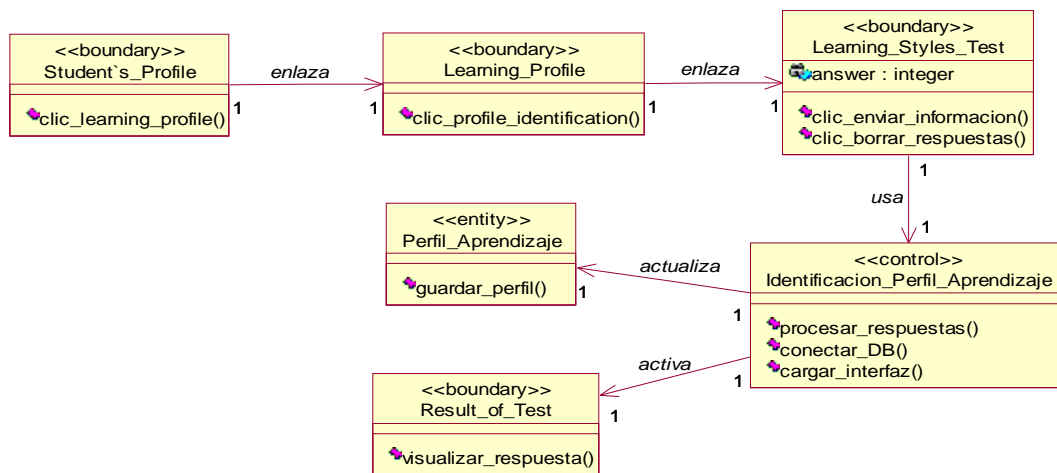 <<boundary>>
Student`s_Profile
clic_learning_profile()
enlaza
1
1
<<boundary>>
Learning_Profile
clic_profile_identification()
enlaza
1
1
<<boundary>>
Learning_Styles_Test
answer : integer
clic_enviar_informacion()
clic_borrar_respuestas()
1
usa
1
<<entity>>
Perfil_Aprendizaje
guardar_perfil()
1
actualiza
1
<<control>>
Identificacion_Perfil_Aprendizaje
procesar_respuestas()
conectar_DB()
cargar_interfaz()
activa
1
1
<<boundary>>
Result_of_Test
visualizar_respuesta()